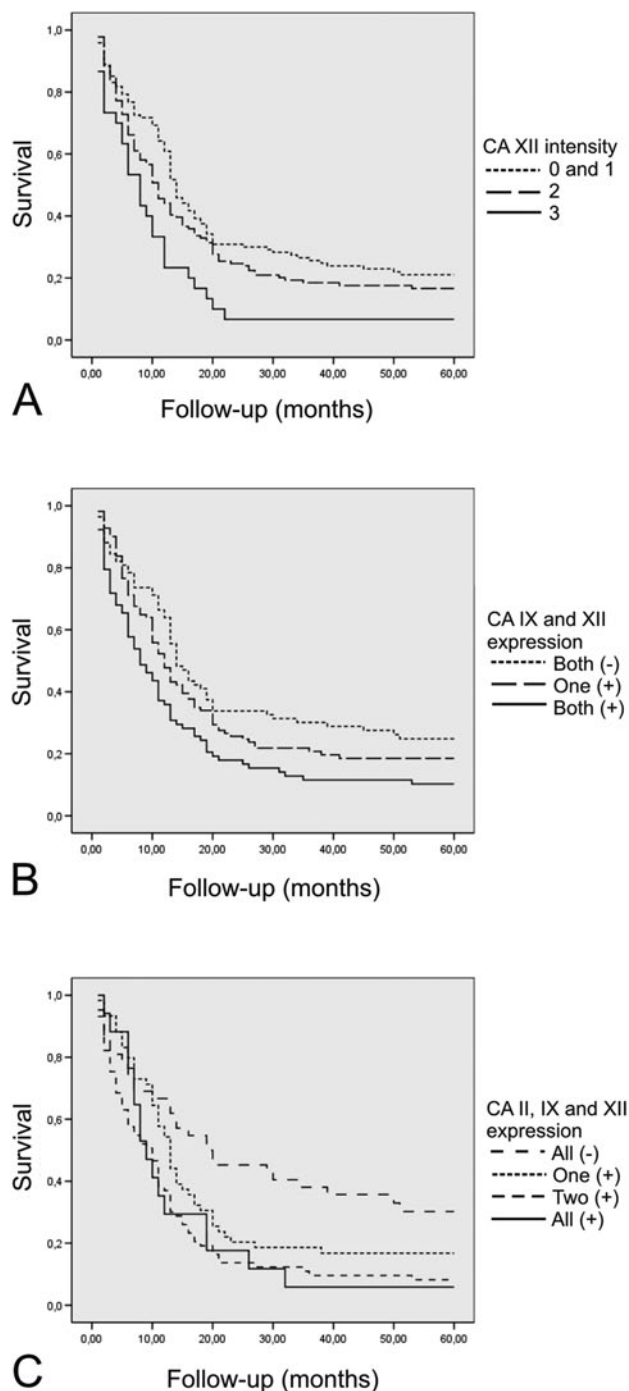 1,0
0,8
0,6
0,4
0,2
0,0
Survival
0,00 10,00 20,00 30,00 40,00 50,00 60,00
Follow-up (months)
CA XII intensity
0 and 1
2
3
A
1,0
0,8
0,6
0,4
0,2
0,0
Survival
0,00 10,00 20,00 30,00 40,00 50,00 60,00
Follow-up (months)
CA IX and XII
expression
Both (-)
One (+)
Both (+)
B
1,0
0,8
0,6
0,4
0,2
0,0
Survival
0,00 10,00 20,00 30,00 40,00 50,00 60,00
Follow-up (months)
CA II, IX and XII
expression
All (-)
One (+)
Two (+)
All (+)
C